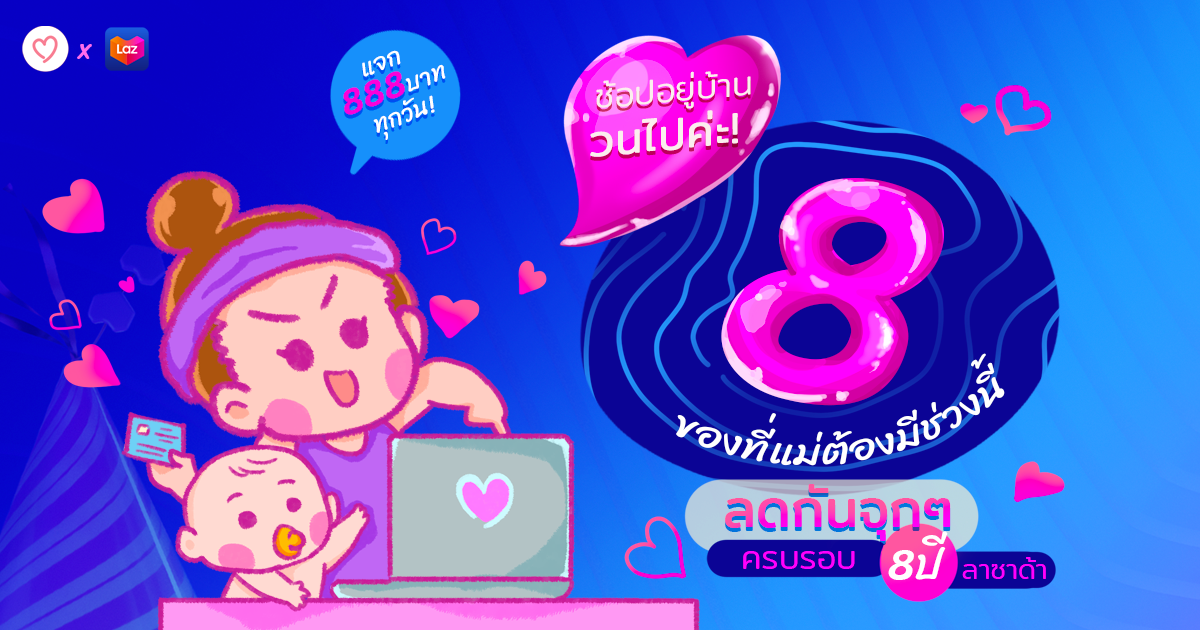 x
Laz
แจก
888บาท
ทุกวัน!
ช้อปอยู่บ้าน
วนไปค่ะ!
8
ของที่แม่ต้องมีช่วงนี้
ลดกันจุกๆ
ครบรอบ 8ปี ลาซาด้า